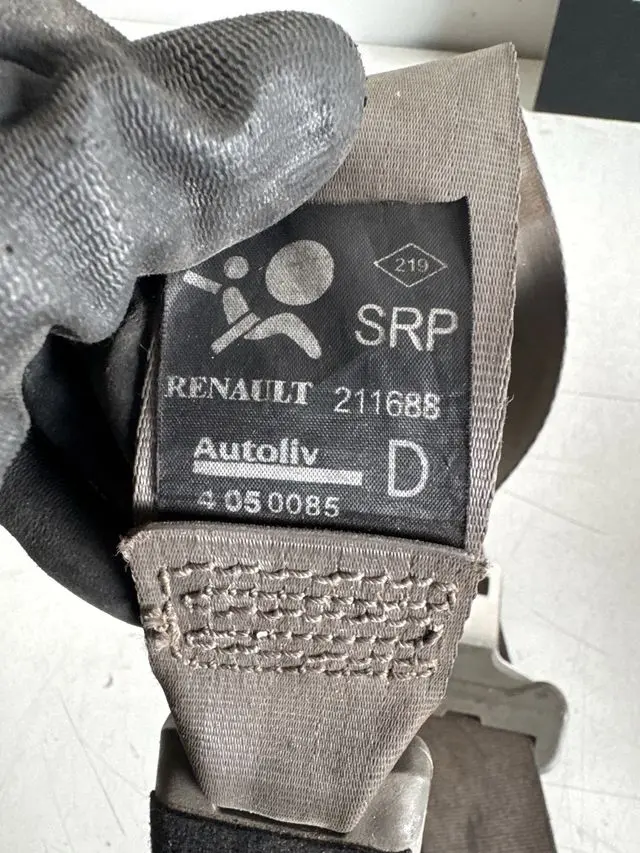 219
SRP
RENAULT 211688
Autoliv D
4 05 0085